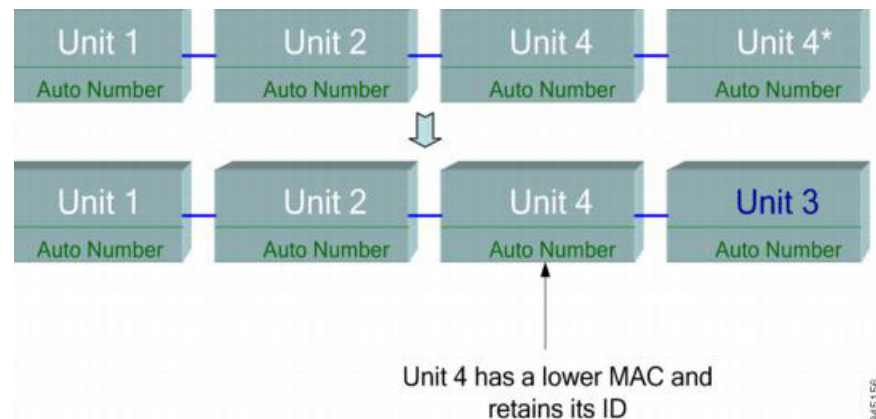 Unit 1
Unit 2
Unit 4
Unit 4*
Auto Number
Auto Number
Auto Number
Auto Number
Unit 1
Unit 2
Unit 4
Unit 3
Auto Number
Auto Number
Auto Number
Auto Number
Unit 4 has a lower MAC and
retains its ID